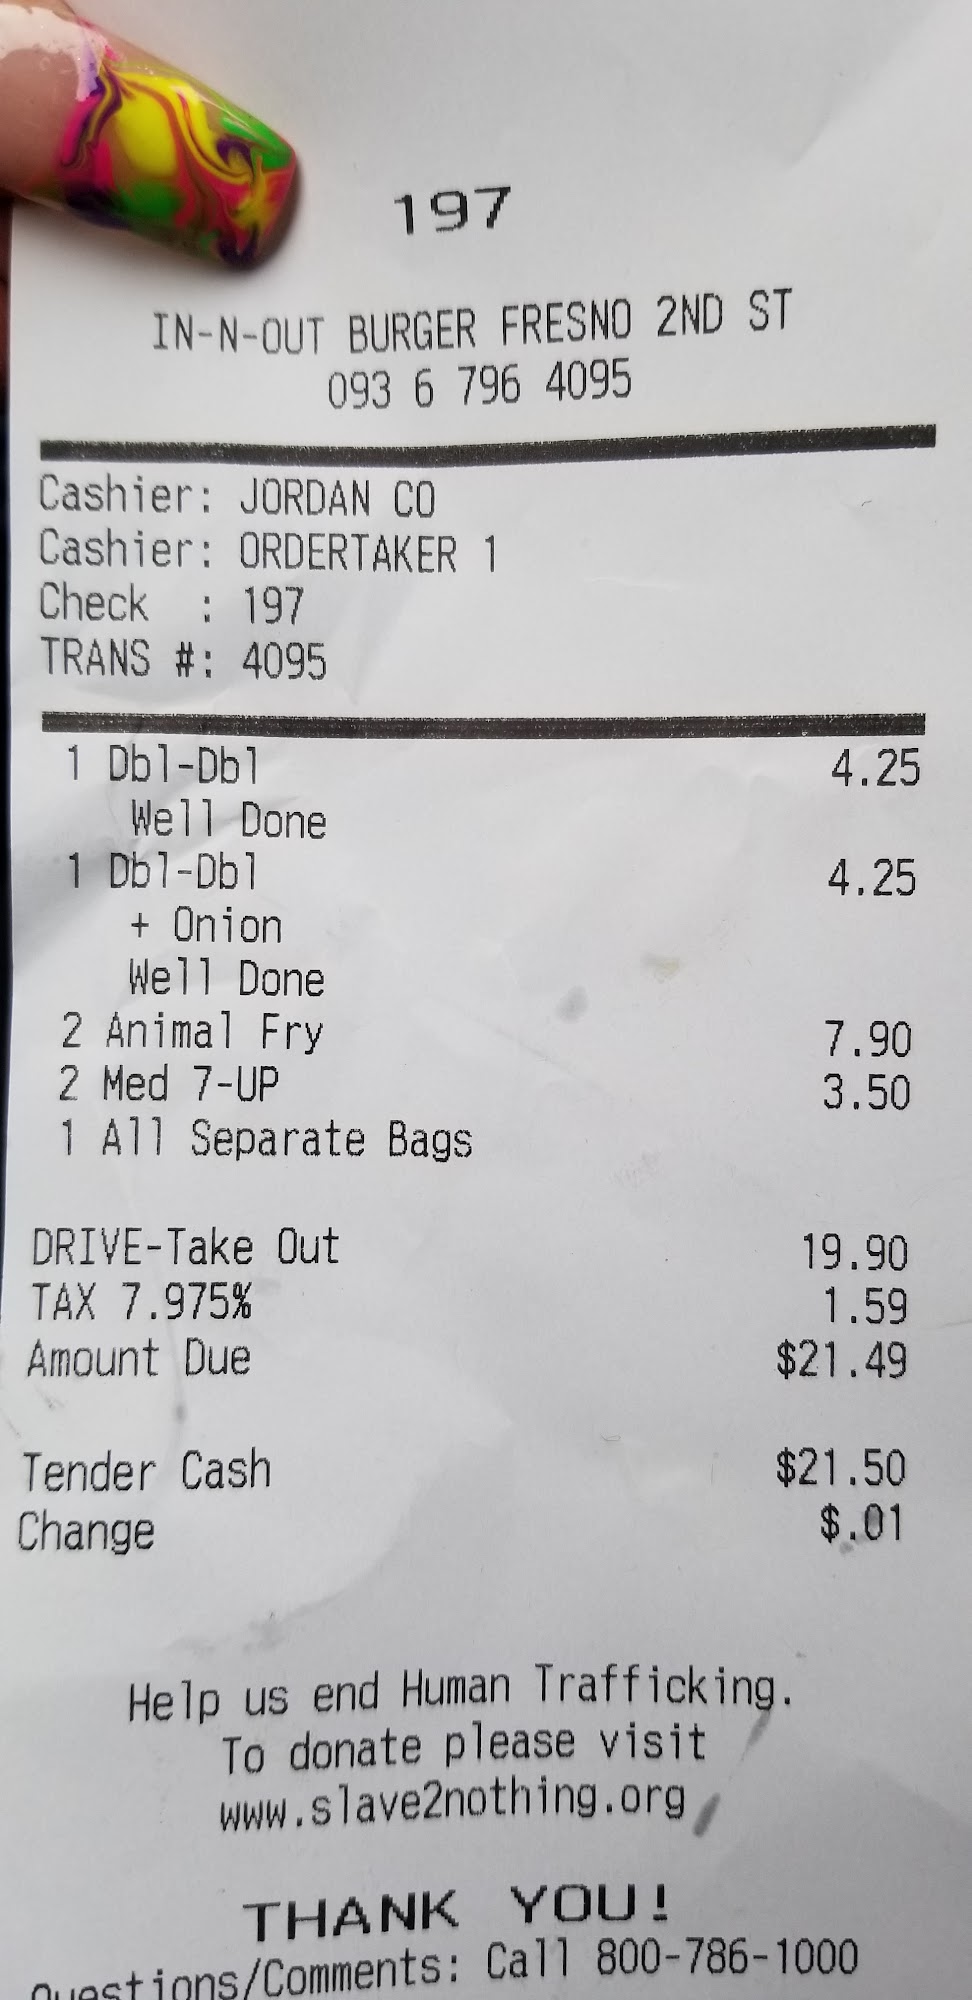 197
IN-N-OUT BURGER FRESNO 2ND ST
093 6 796 4095
Cashier: JORDAN CO
Cashier: ORDERTAKER 1
Check : 197
TRANS #: 4095
1 Dbl-Dbl 4.25
Well Done
1 Dbl-Dbl 4.25
+ Onion
Well Done
2 Animal Fry 7.90
2 Med 7-UP 3.50
1 All Separate Bags
DRIVE-Take Out 19.90
TAX 7.975% 1.59
Amount Due $21.49
Tender Cash $21.50
Change $.01
Help us end Human Trafficking.
To donate please visit
www.slave2nothing.org
THANK YOU!
Questions/Comments: Call 800-786-1000